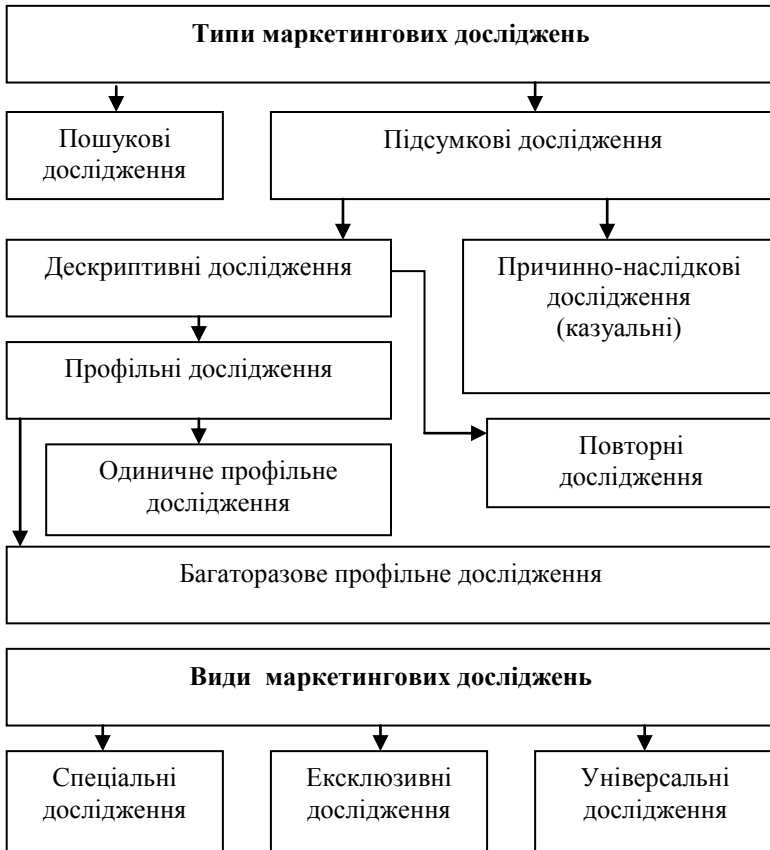 Типи маркетингових досліджень
Пошукові
дослідження
Підсумкові дослідження
Дескриптивні дослідження
Причинно-наслідкові
дослідження
(казуальні)
Профільні дослідження
Повторні
дослідження
Одиничне профільне
дослідження
Багаторазове профільне дослідження
Види маркетингових досліджень
Спеціальні
дослідження
Ексклюзивні
дослідження
Універсальні
дослідження